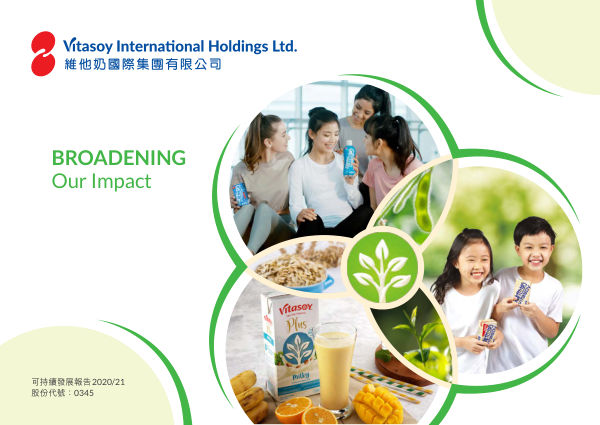 Vitasoy International Holdings Ltd.
維他奶國際集團有限公司
BROADENING
Our Impact
Vitasoy
Plus
milky
可持續發展報告2020/21
股份代號：0345